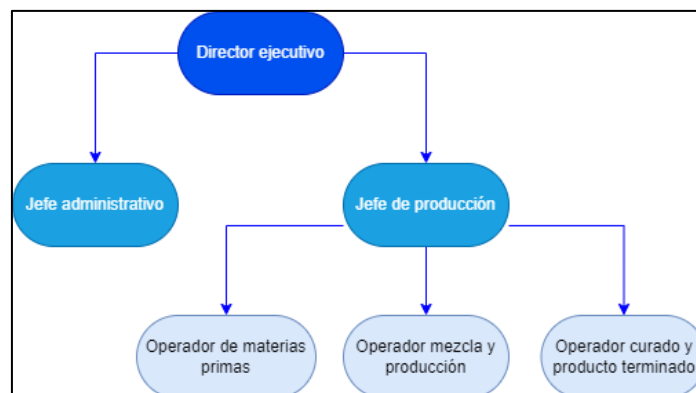 Director ejecutivo
Jefe administrativo
Jefe de producción
Operador de materias
primas
Operador mezcla y
producción
Operador curado y
producto terminado